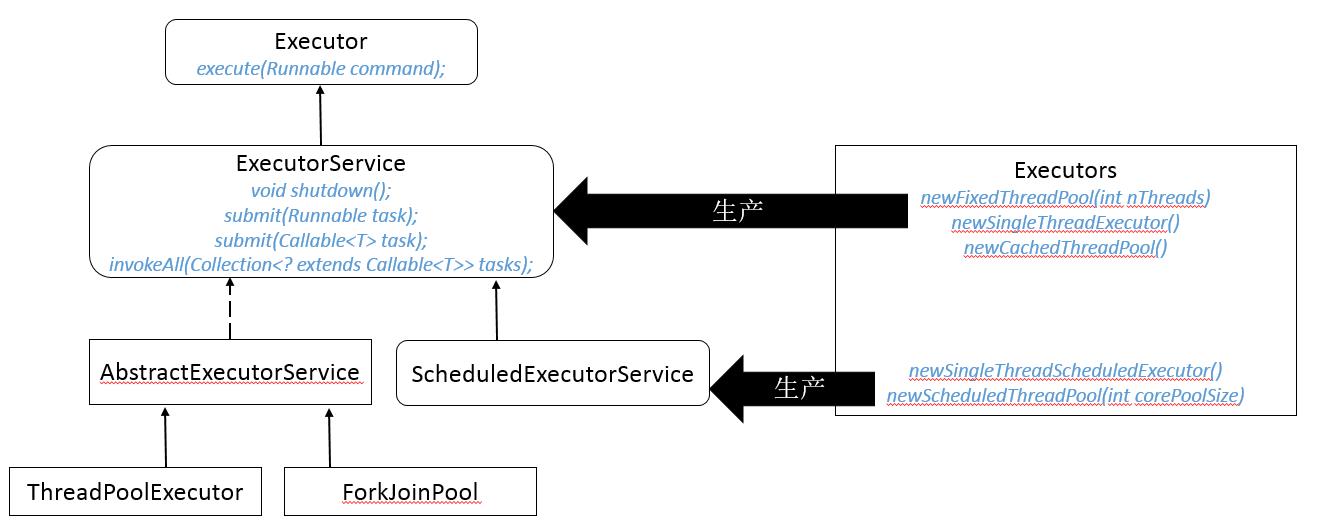 Executor
execute(Runnable command);
ExecutorService
void shutdown();
submit(Runnable task);
submit(Callable<T> task);
invokeAll(Collection<? extends Callable<T>> tasks);
生产
Executors
newFixedThreadPool(int nThreads)
newSingleThreadExecutor()
newCachedThreadPool()
AbstractExecutorService
ScheduledExecutorService
生产
newSingleThreadScheduledExecutor()
newScheduledThreadPool(int corePoolSize)
ThreadPoolExecutor
ForkJoinPool